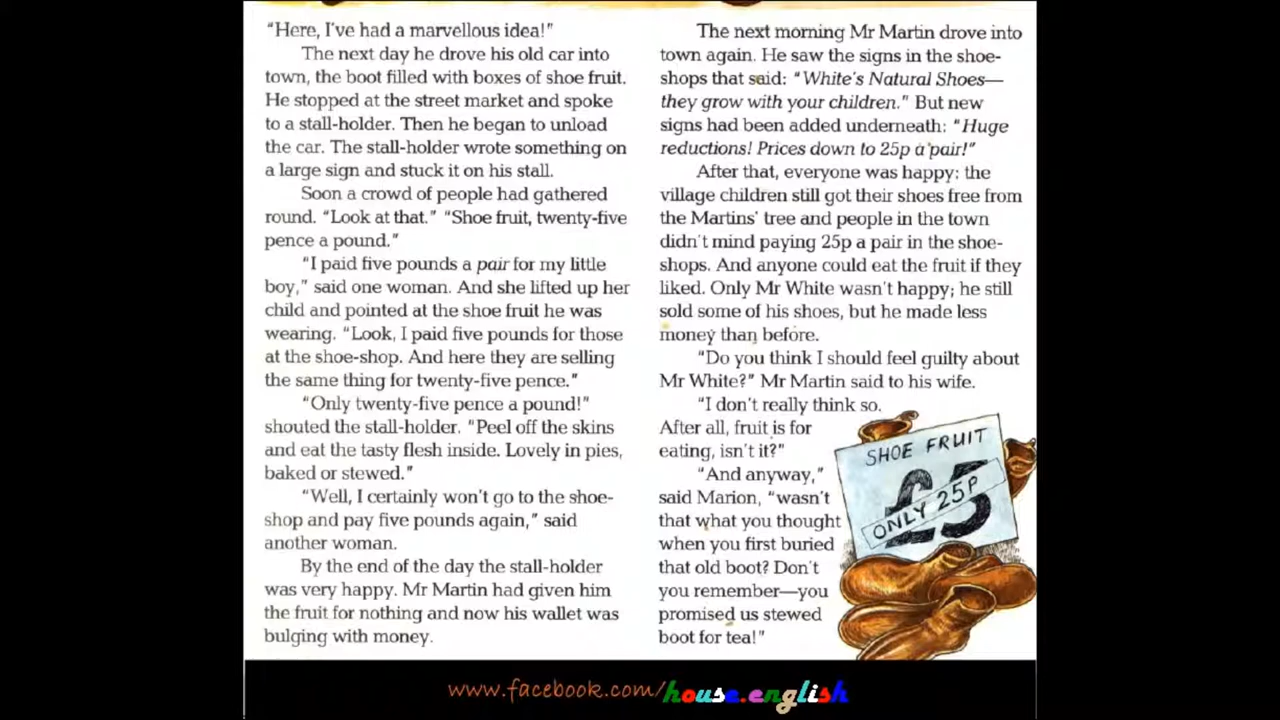 "Here, I've had a marvellous idea!"
The next day he drove his old car into
town, the boot filled with boxes of shoe fruit.
He stopped at the street market and spoke
to a stall-holder. Then he began to unload
the car. The stall-holder wrote something on
a large sign and stuck it on his stall.
Soon a crowd of people had gathered
round. "Look at that." "Shoe fruit, twenty-five
pence a pound."
"I paid five pounds a pair for my little
boy," said one woman. And she lifted up her
child and pointed at the shoe fruit he was
wearing. "Look, I paid five pounds for those
at the shoe-shop. And here they are selling
the same thing for twenty-five pence."
"Only twenty-five pence a pound!"
shouted the stall-holder. "Peel off the skins
and eat the tasty flesh inside. Lovely in pies,
baked or stewed."
"Well, I certainly won't go to the shoe-
shop and pay five pounds again," said
another woman.
By the end of the day the stall-holder
was very happy. Mr Martin had given him
the fruit for nothing and now his wallet was
bulging with money.
The next morning Mr Martin drove into
town again. He saw the signs in the shoe-
shops that said: "White's Natural Shoes—
they grow with your children." But new
signs had been added underneath: "Huge
reductions! Prices down to 25p a pair!"
After that, everyone was happy: the
village children still got their shoes free from
the Martins' tree and people in the town
didn't mind paying 25p a pair in the shoe-
shops. And anyone could eat the fruit if they
liked. Only Mr White wasn't happy; he still
sold some of his shoes, but he made less
money than before.
"Do you think I should feel guilty about
Mr White?" Mr Martin said to his wife.
"I don't really think so.
After all, fruit is for
eating, isn't it?"
"And anyway,"
said Marion, "wasn't
that what you thought
when you first buried
that old boot? Don't
you remember—you
promised us stewed
boot for tea!"
SHOE FRUIT
£5
ONLY 25P
www.facebook.com/house.english